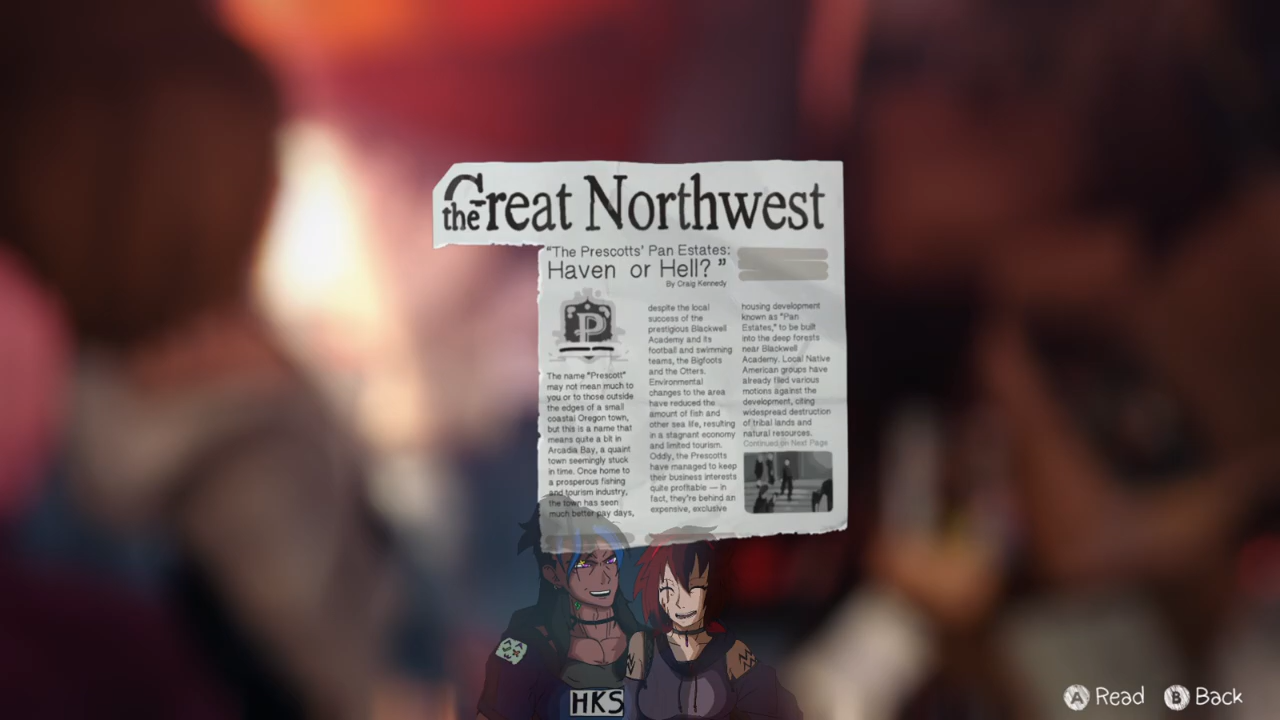 the Great Northwest
"The Prescotts' Pan Estates:
Haven or Hell?"
By Craig Kennedy
P
The name "Prescott"
may not mean much to
you or to those outside
the edges of a small
coastal Oregon town,
but this is a name that
means quite a bit in
Arcadia Bay, a quaint
town seemingly stuck
in time. Once home to
a prosperous fishing
and tourism industry,
the town has seen
much better pay days,
despite the local
success of the
prestigious Blackwell
Academy and its
football and swimming
teams, the Bigfoots
and the Otters.
Environmental
changes to the area
have reduced the
amount of fish and
other sea life, resulting
in a stagnant economy
and limited tourism.
Oddly, the Prescotts
have managed to keep
their business interests
quite profitable — in
fact, they're behind an
expensive, exclusive
housing development
known as "Pan
Estates," to be built
into the deep forests
near Blackwell
Academy. Local Native
American groups have
already filed various
motions against the
development, citing
widespread destruction
of tribal lands and
natural resources.
Continued on Next Page
HKS
A Read B Back